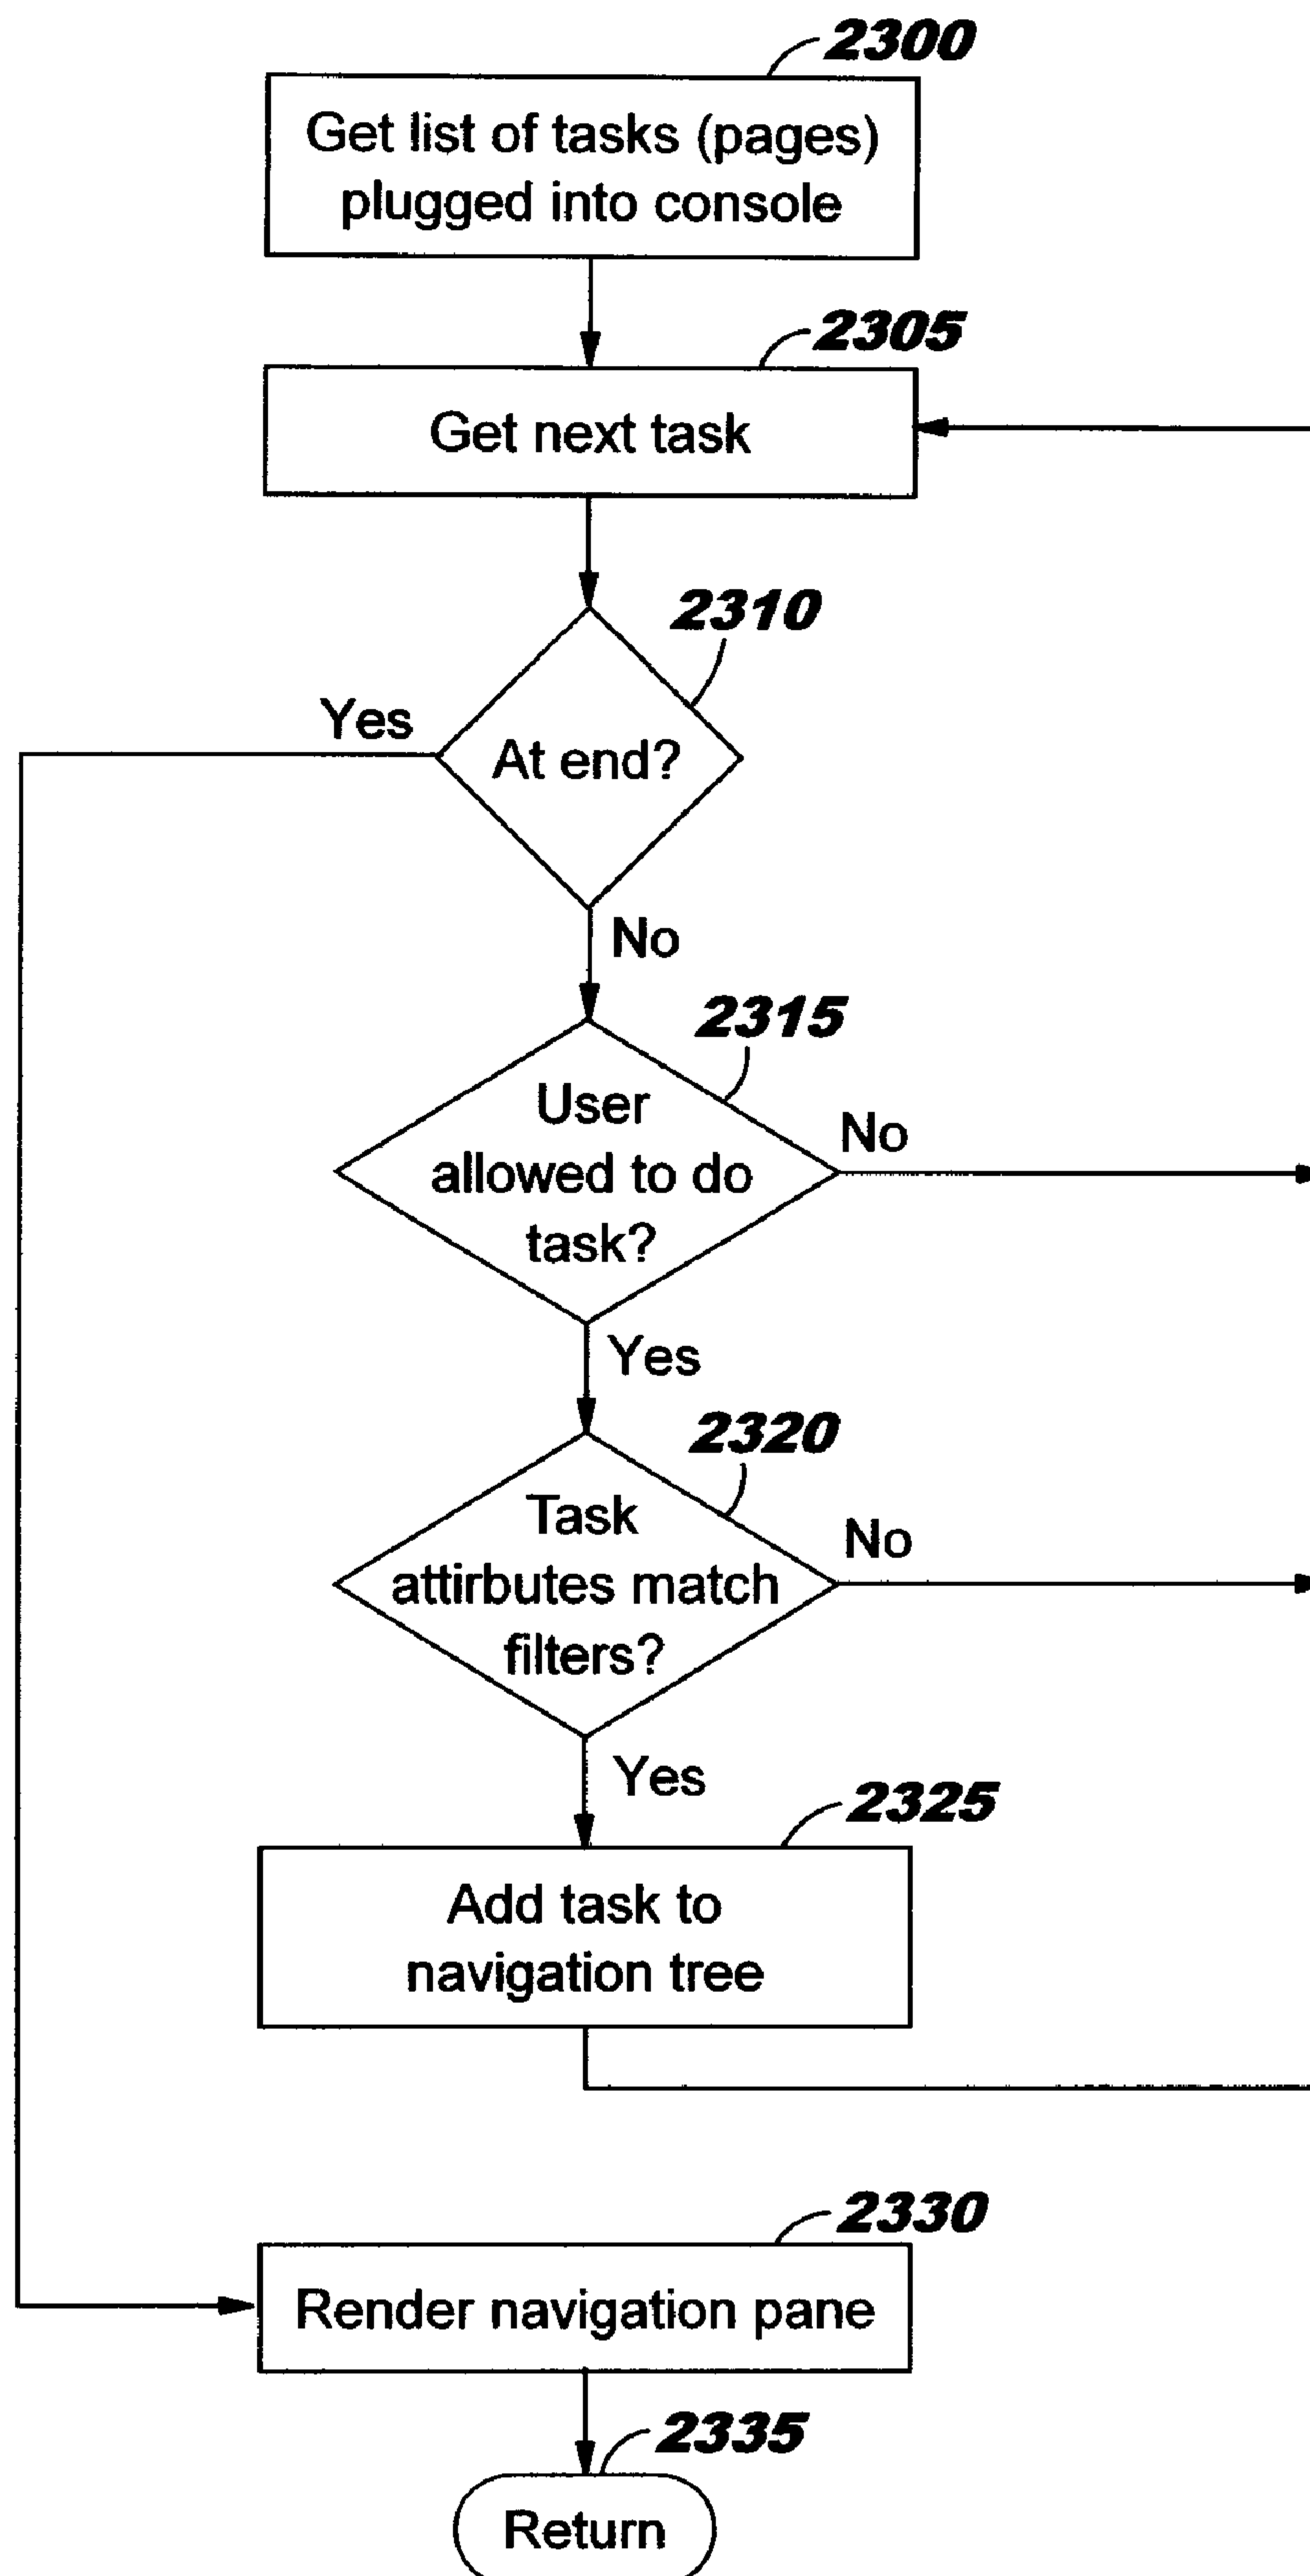 2300
Get list of tasks (pages)
plugged into console
2305
Get next task
2310
Yes
At end?
No
2315
User
allowed to do
task?
No
Yes
2320
Task
attirbutes match
filters?
No
Yes
2325
Add task to
navigation tree
2330
Render navigation pane
2335
Return